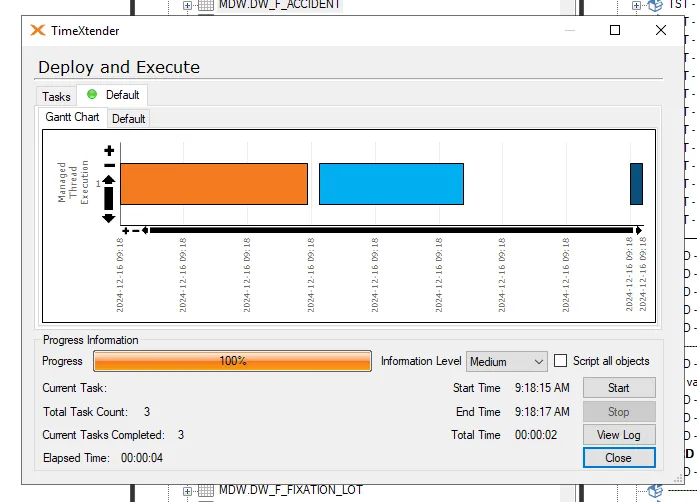 MDW.DW_F_ACCIDENT
TST -
TimeXtender
Deploy and Execute
Tasks Default
Gantt Chart Default
Managed
Thread
Execution
1
2024-12-16 09:18
2024-12-16 09:18
2024-12-16 09:18
2024-12-16 09:18
2024-12-16 09:18
2024-12-16 09:18
2024-12-16 09:18
2024-12-16 09:18
2024-12-16 09:18
2024-12-16 09:18
Progress Information
Progress 100% Information Level Medium Script all objects
Current Task: Start Time 9:18:15 AM Start
Total Task Count: 3 End Time 9:18:17 AM Stop
Current Tasks Completed: 3 Total Time 00:00:02 View Log
Elapsed Time: 00:00:04 Close
MDW.DW_F_FIXATION_LOT